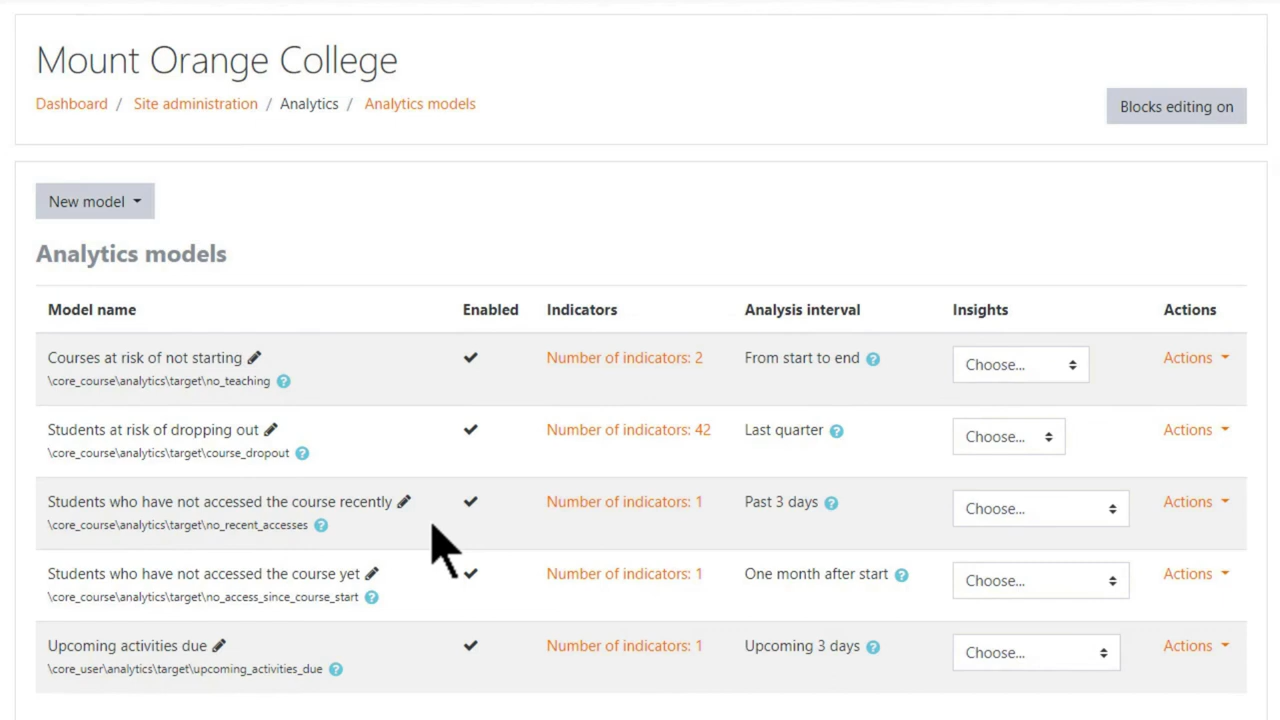 Mount Orange College
Dashboard / Site administration / Analytics / Analytics models
Blocks editing on
New model
Analytics models
Model name Enabled Indicators Analysis interval Insights Actions
Courses at risk of not starting Number of indicators: 2 From start to end Choose... Actions
\core_course\analytics\target\no_teaching
Students at risk of dropping out Number of indicators: 42 Last quarter Choose... Actions
\core_course\analytics\target\course_dropout
Students who have not accessed the course recently Number of indicators: 1 Past 3 days Choose... Actions
\core_course\analytics\target\no_recent_accesses
Students who have not accessed the course yet Number of indicators: 1 One month after start Choose... Actions
\core_course\analytics\target\no_access_since_course_start
Upcoming activities due Number of indicators: 1 Upcoming 3 days Choose... Actions
\core_user\analytics\target\upcoming_activities_due